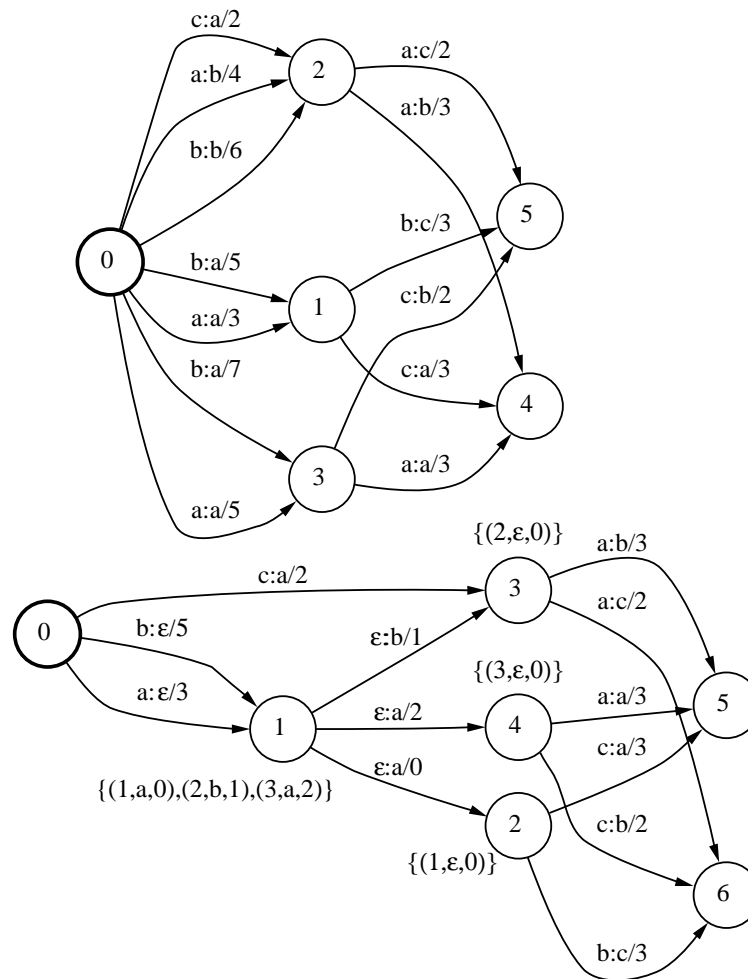 c:a/2
a:b/4
b:b/6
2
a:c/2
a:b/3
0
b:a/5
a:a/3
b:a/7
a:a/5
1
b:c/3
c:b/2
c:a/3
5
4
3
a:a/3
0
c:a/2
b:ε/5
a:ε/3
1
{(1,a,0),(2,b,1),(3,a,2)}
ε:b/1
ε:a/2
ε:a/0
{(2,ε,0)}
3
{(3,ε,0)}
4
2
{(1,ε,0)}
a:b/3
a:c/2
a:a/3
c:a/3
c:b/2
b:c/3
5
6